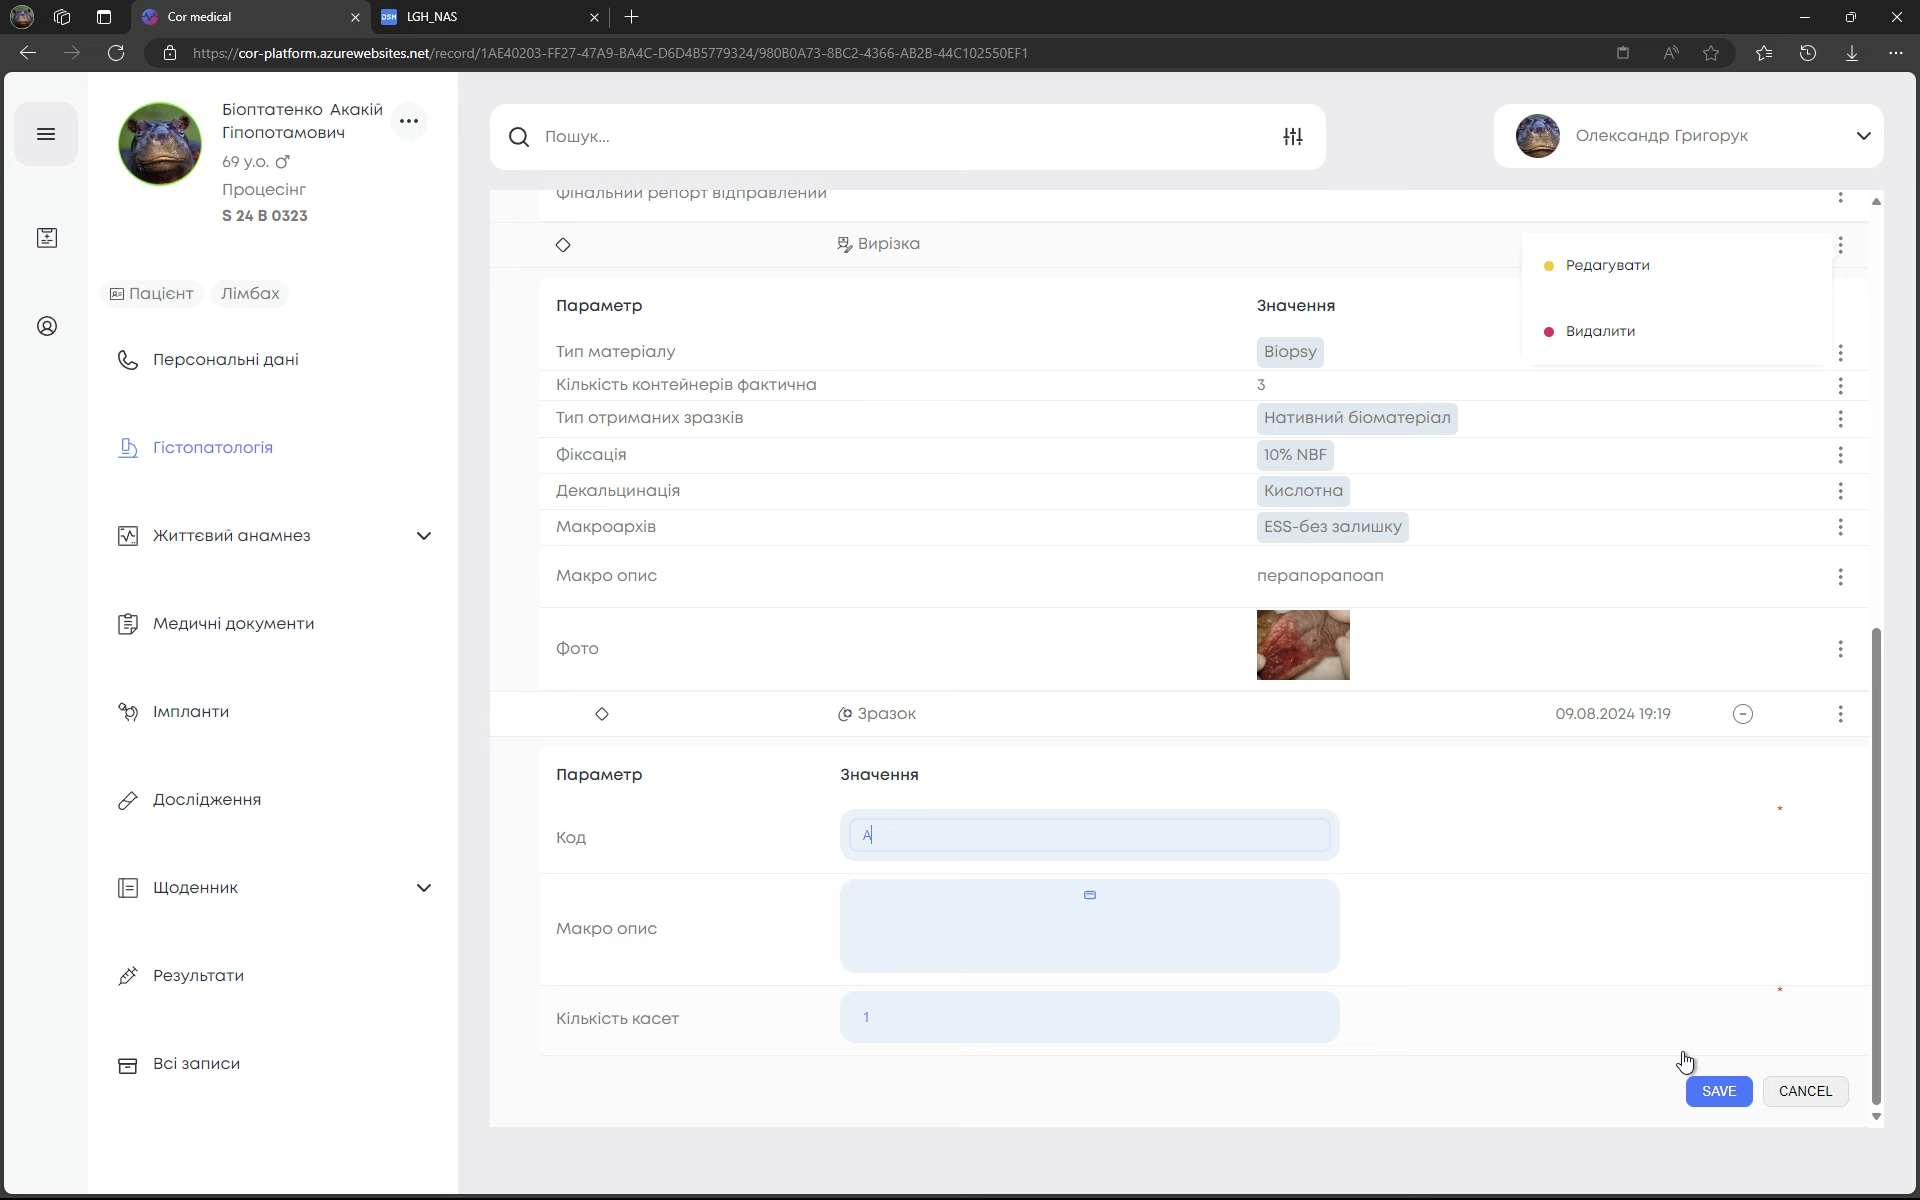 Cor medical
DSM LGH_NAS
https://cor-platform.azurewebsites.net/record/1AE40203-FF27-47A9-BA4C-D6D4B5779324/980B0A73-8BC2-4366-AB2B-44C102550EF1
Біоптатенко Акакій
Гіпопотамович
69 y.o.
Процесінг
S 24 B 0323
Пошук...
Олександр Григорук
Пацієнт
Лімбах
Персональні дані
Гістопатологія
Життєвий анамнез
Медичні документи
Імпланти
Дослідження
Щоденник
Результати
Всі записи
Фінальний репорт відправлений
Вирізка
Редагувати
Видалити
Параметр Значення
Тип матеріалу Biopsy
Кількість контейнерів фактична 3
Тип отриманих зразків Нативний біоматеріал
Фіксація 10% NBF
Декальцинація Кислотна
Макроархів ESS-без залишку
Макро опис перапорапоап
Фото
Зразок 09.08.2024 19:19
Параметр Значення
*
Код A
Макро опис
*
Кількість касет 1
SAVE CANCEL